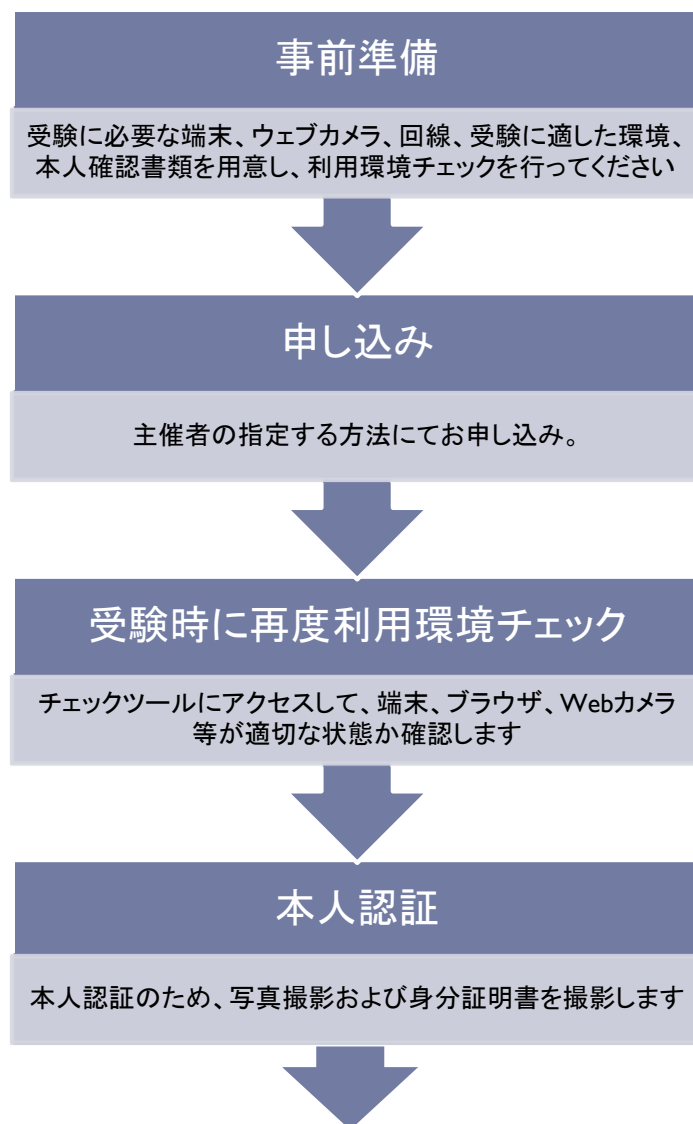 事前準備
受験に必要な端末、ウェブカメラ、回線、受験に適した環境、
本人確認書類を用意し、利用環境チェックを行ってください
申し込み
主催者の指定する方法にてお申し込み。
受験時に再度利用環境チェック
チェックツールにアクセスして、端末、ブラウザ、Webカメラ
等が適切な状態か確認します
本人認証
本人認証のため、写真撮影および身分証明書を撮影します